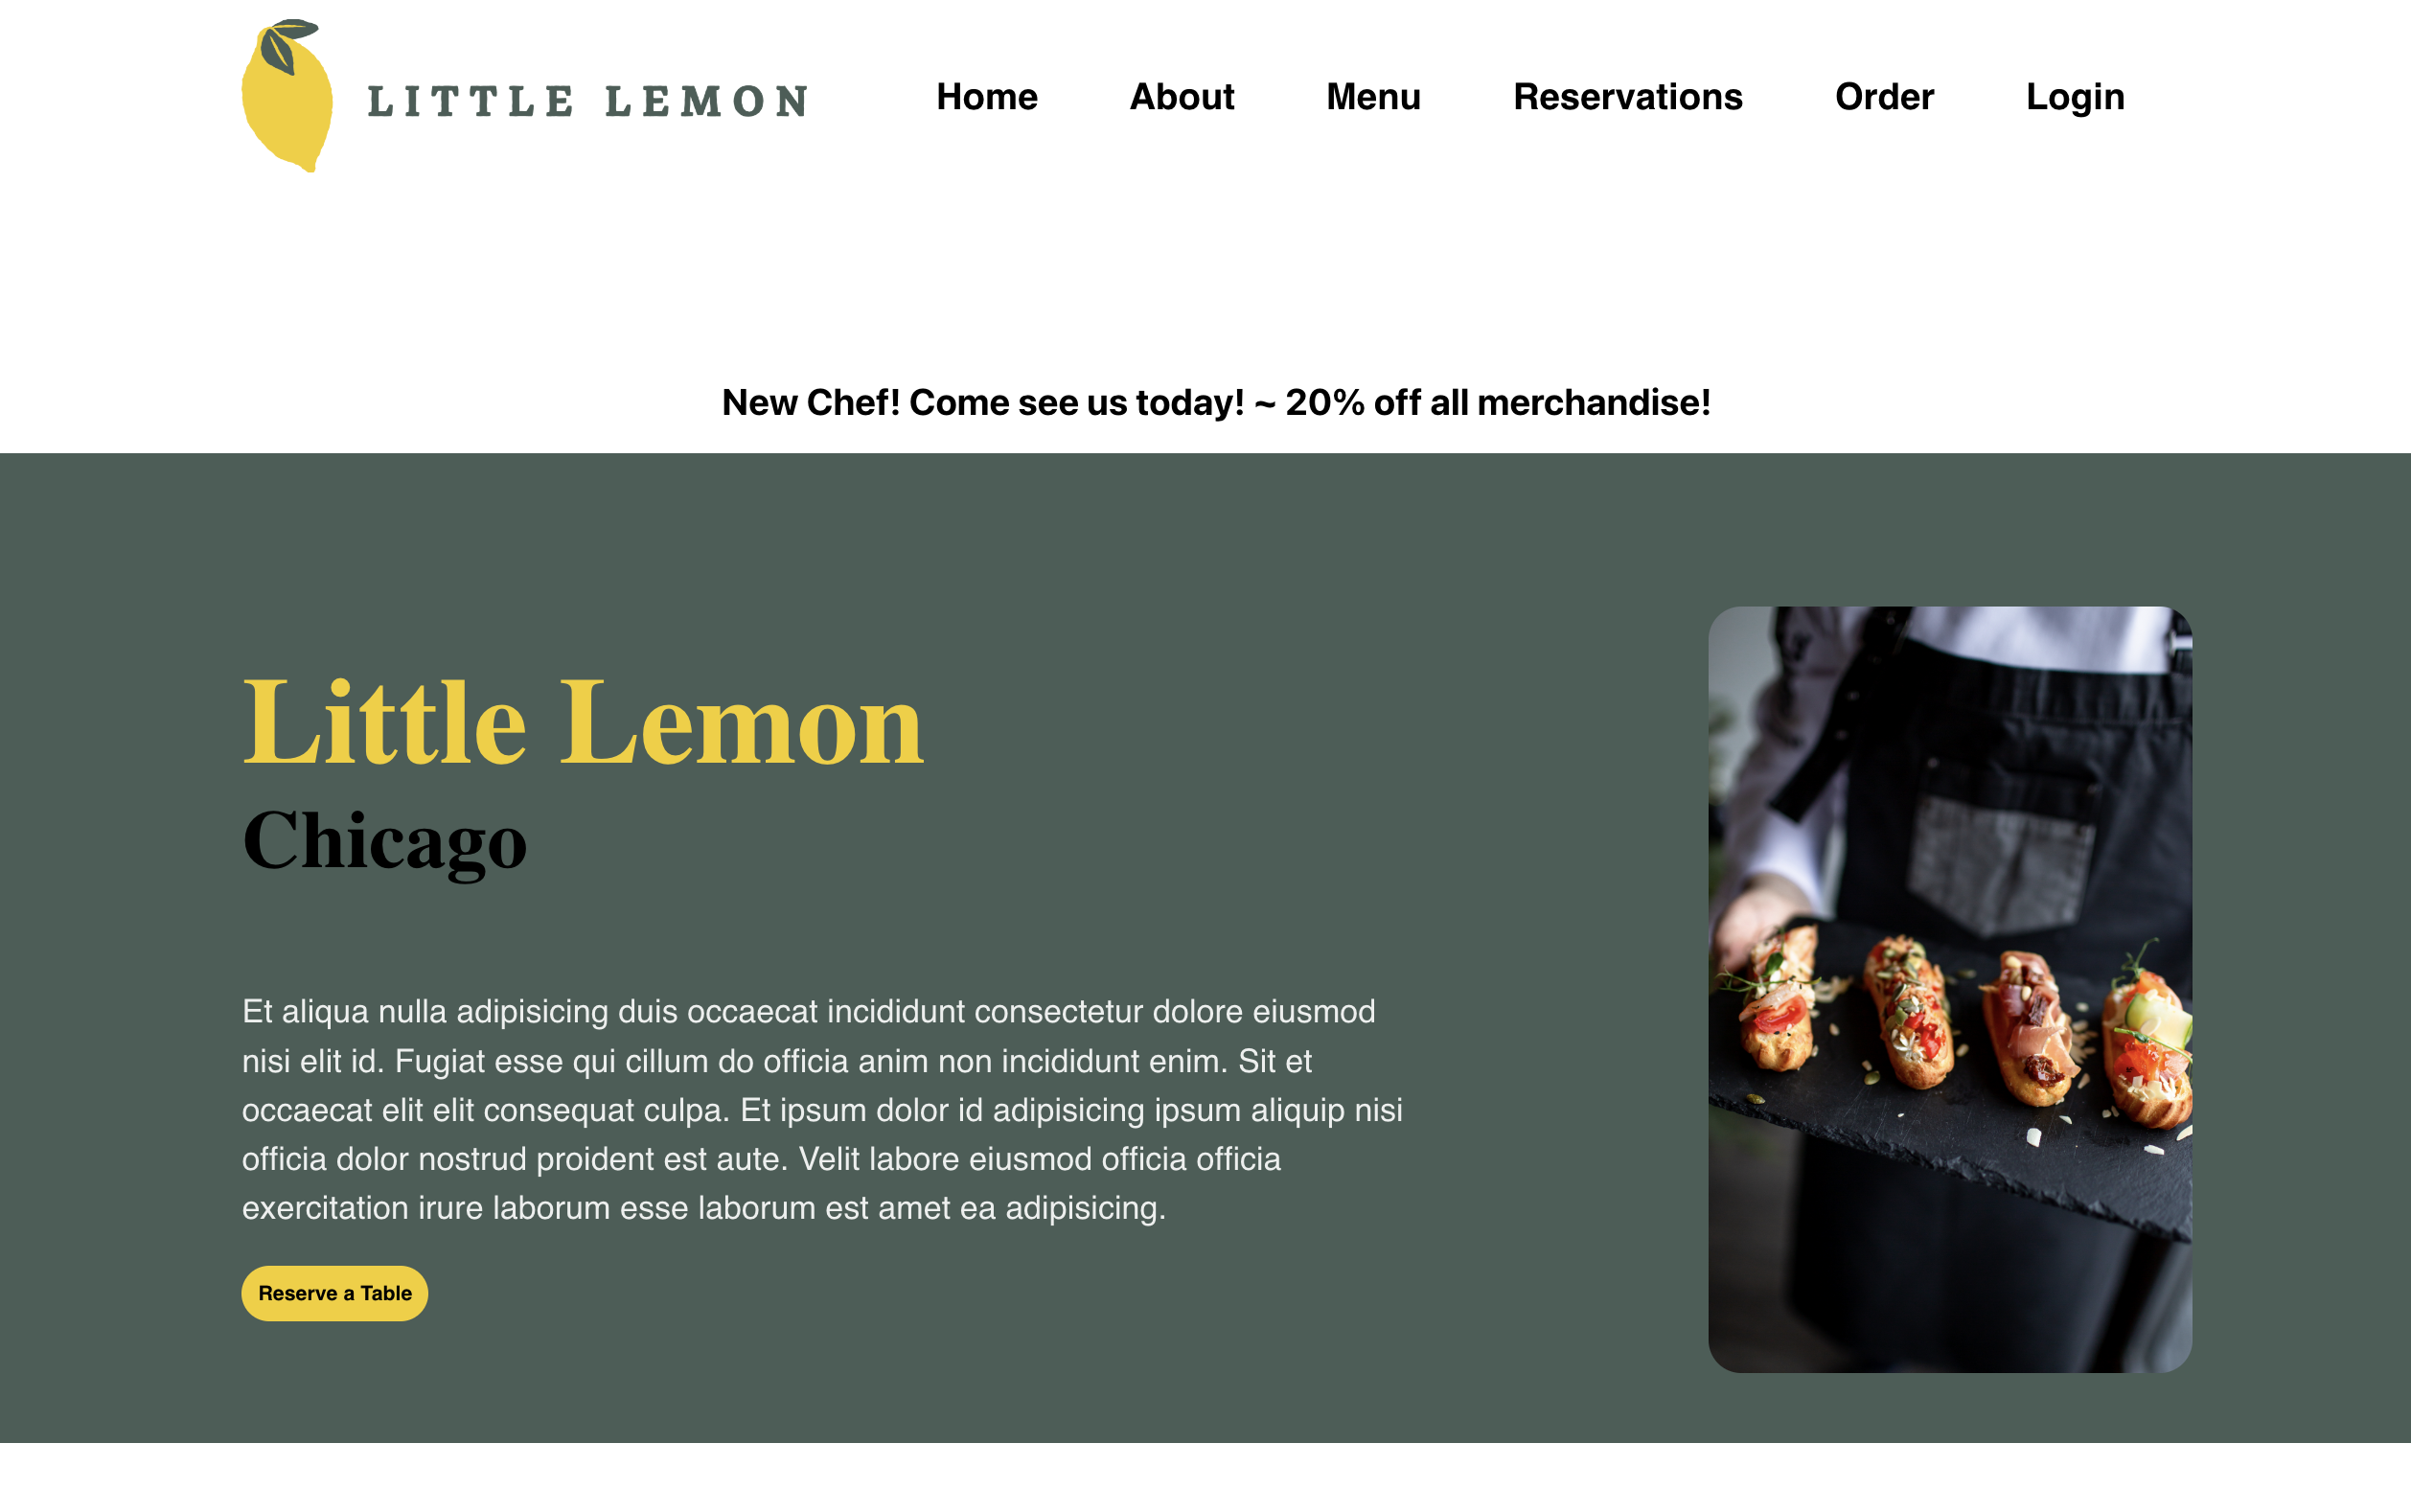 LITTLE LEMON
Home About Menu Reservations Order Login
New Chef! Come see us today! ~ 20% off all merchandise!
Little Lemon
Chicago
Et aliqua nulla adipisicing duis occaecat incididunt consectetur dolore eiusmod
nisi elit id. Fugiat esse qui cillum do officia anim non incididunt enim. Sit et
occaecat elit elit consequat culpa. Et ipsum dolor id adipisicing ipsum aliquip nisi
officia dolor nostrud proident est aute. Velit labore eiusmod officia officia
exercitation irure laborum esse laborum est amet ea adipisicing.
Reserve a Table